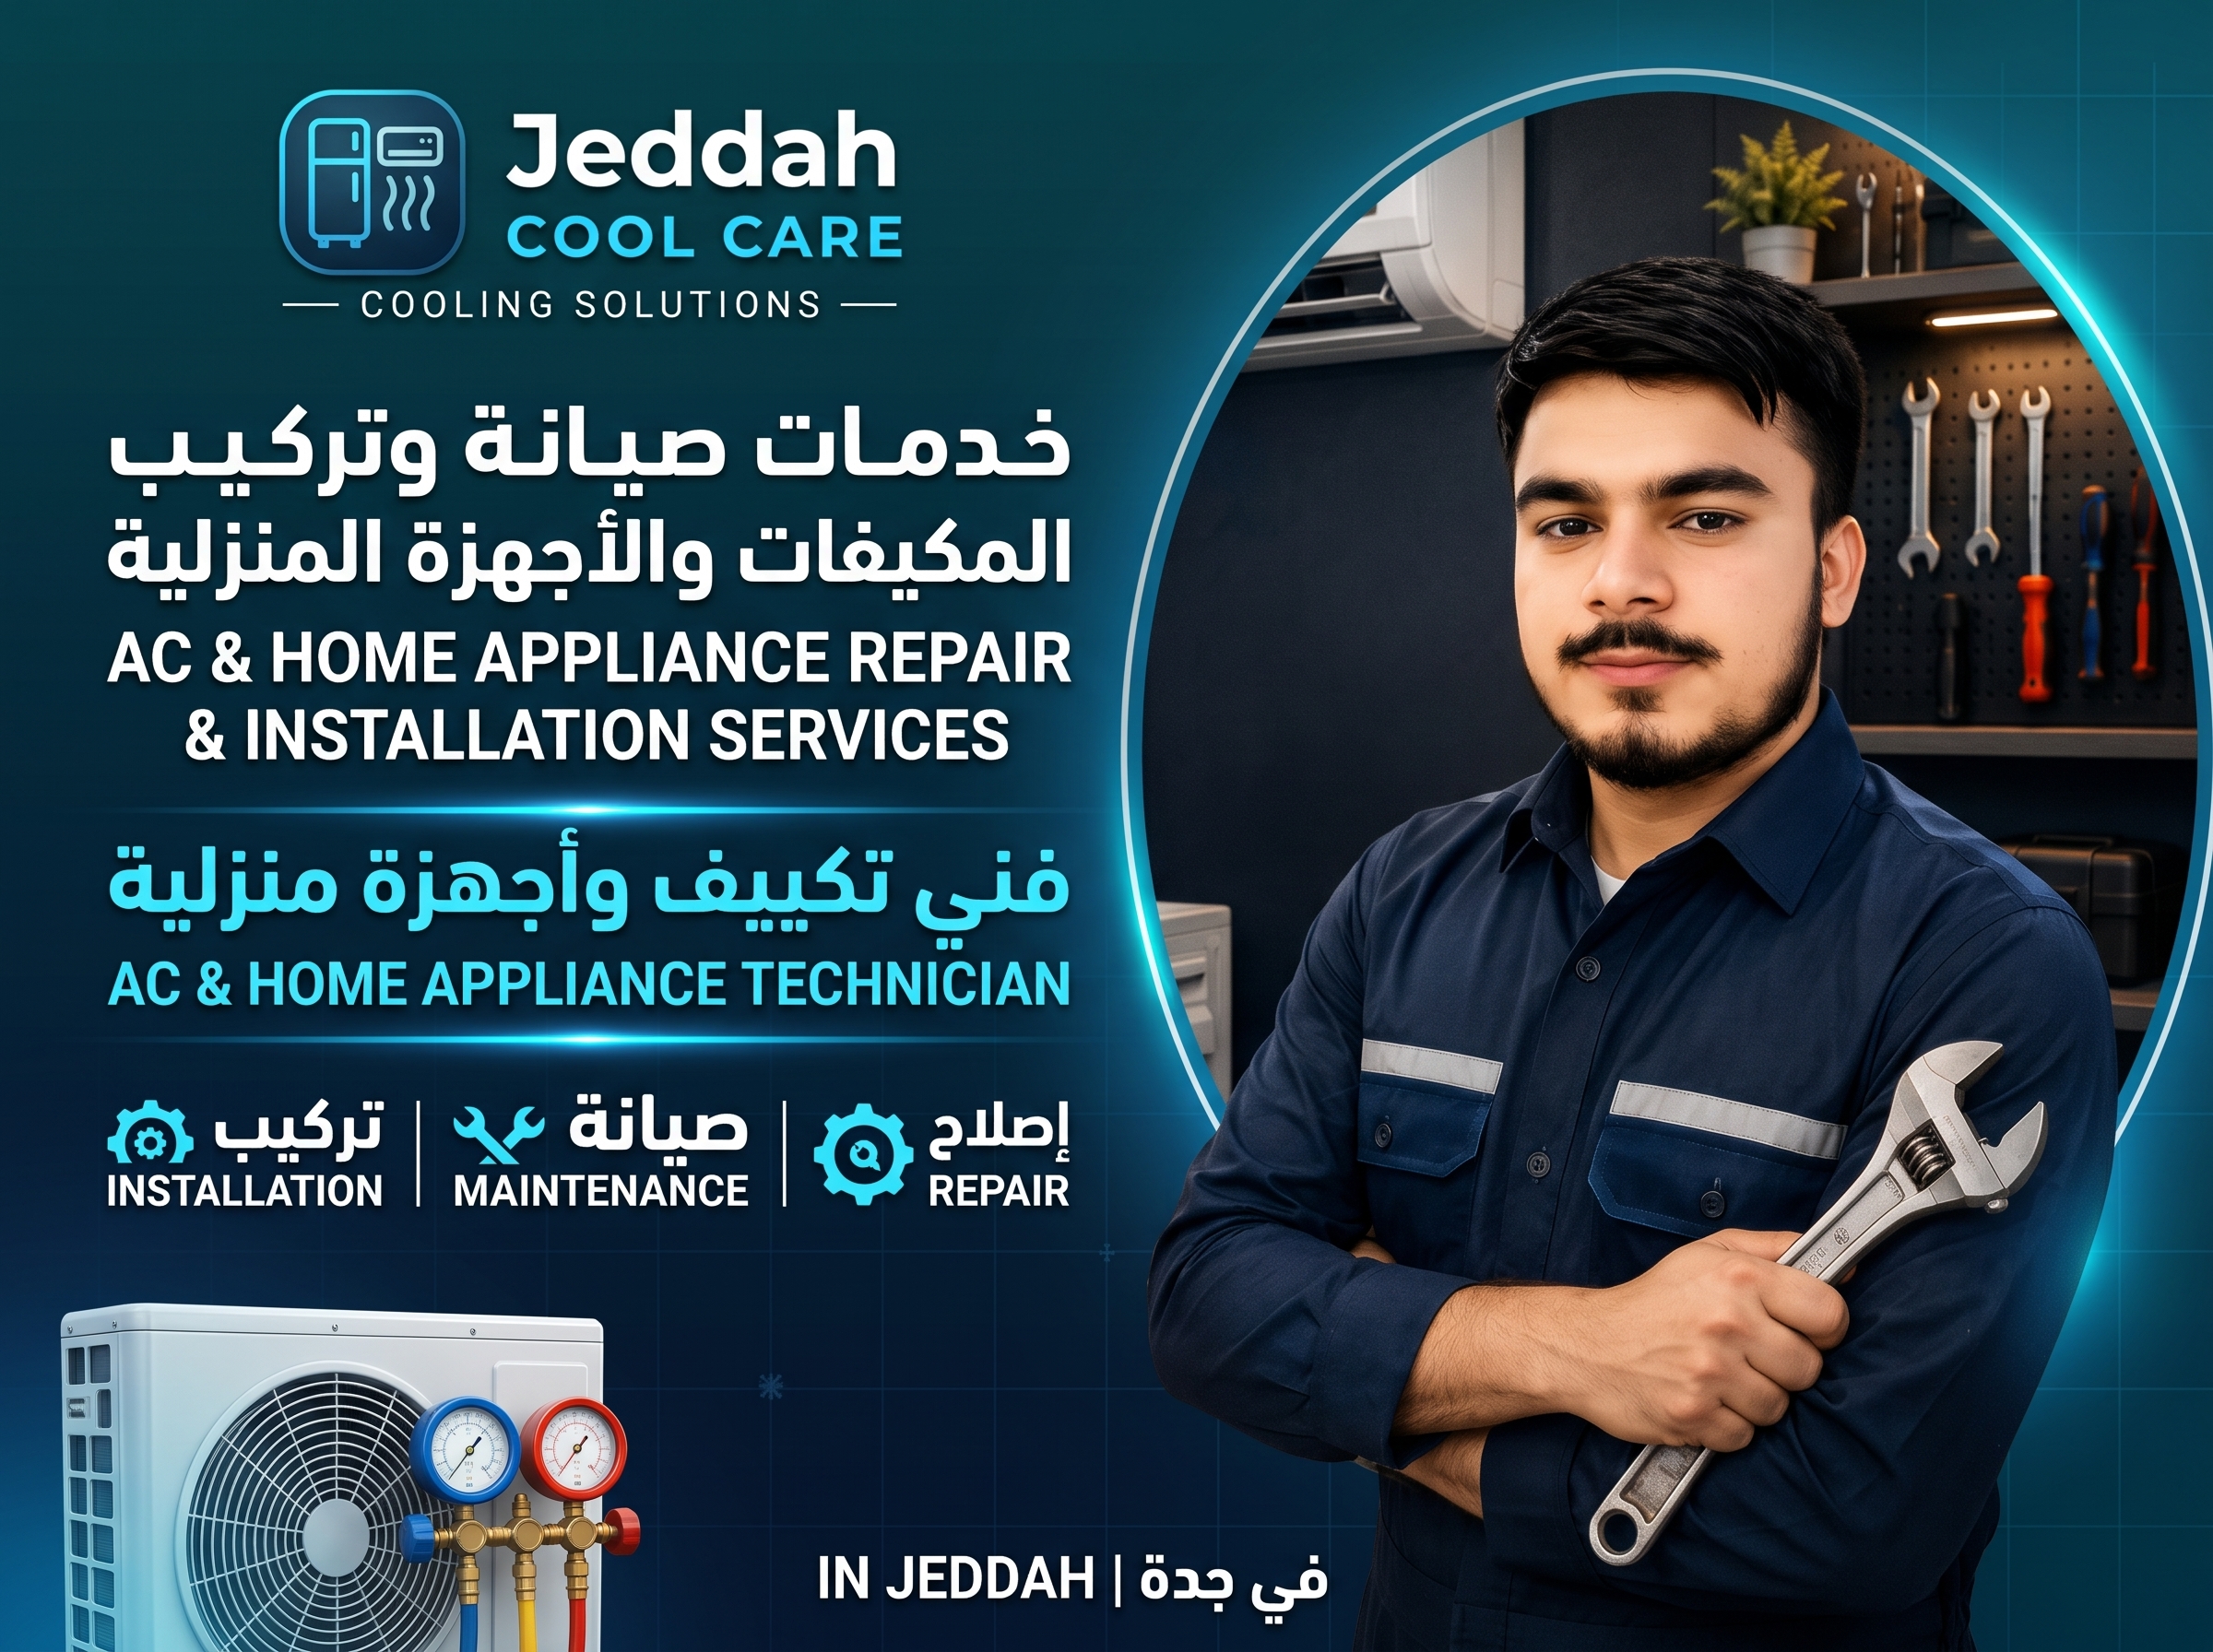 Jeddah
COOL CARE
COOLING SOLUTIONS
خدمات صيانة وتركيب
المكيفات والأجهزة المنزلية
AC & HOME APPLIANCE REPAIR
& INSTALLATION SERVICES
فني تكييف وأجهزة منزلية
AC & HOME APPLIANCE TECHNICIAN
إصلاح
REPAIR
صيانة
MAINTENANCE
تركيب
INSTALLATION
IN JEDDAH | في جدة